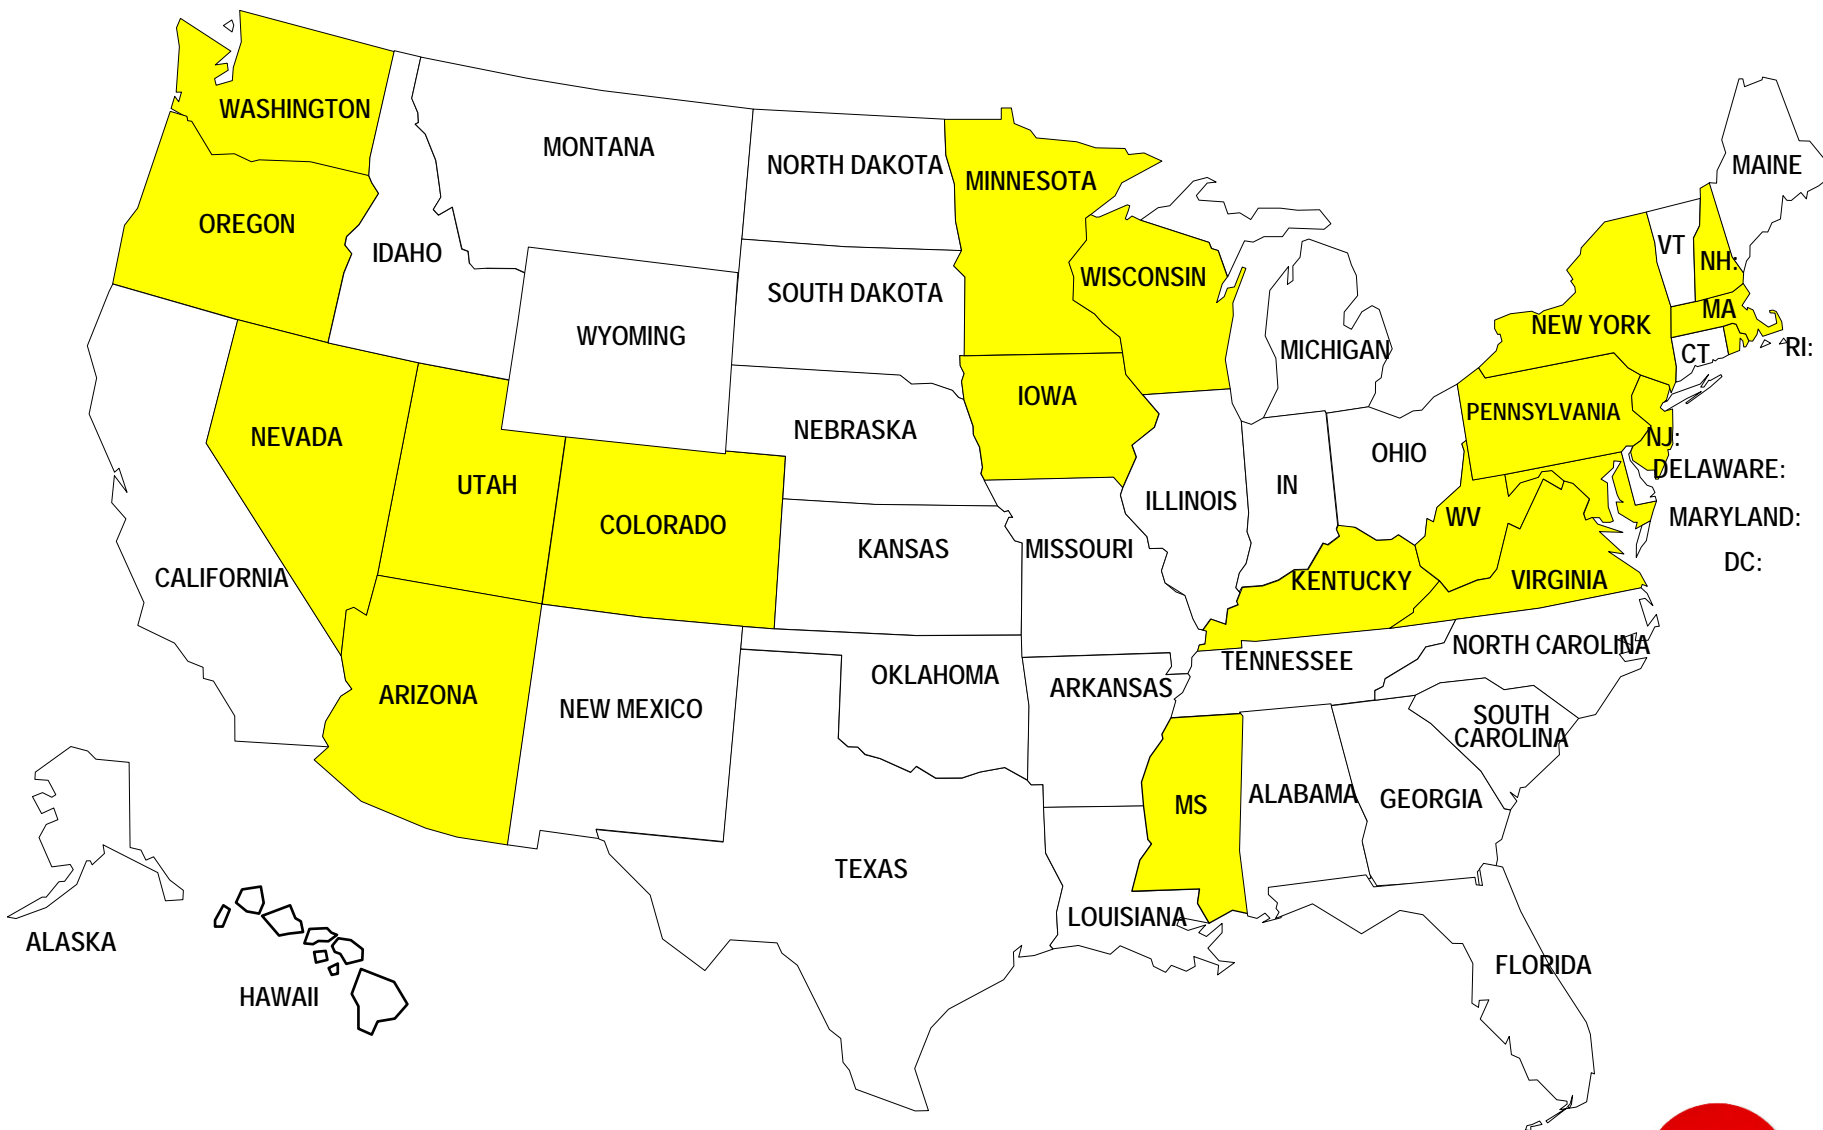 WASHINGTON
MONTANA
NORTH DAKOTA
MINNESOTA
MAINE
OREGON
IDAHO
VT
NH:
WISCONSIN
SOUTH DAKOTA
MA
NEW YORK
WYOMING
MICHIGAN
CT
RI:
IOWA
PENNSYLVANIA
NEVADA
NEBRASKA
NJ:
OHIO
DELAWARE:
UTAH
IN
ILLINOIS
WV
MARYLAND:
COLORADO
KANSAS
MISSOURI
DC:
CALIFORNIA
KENTUCKY
VIRGINIA
NORTH CAROLINA
TENNESSEE
OKLAHOMA
ARKANSAS
ARIZONA
NEW MEXICO
SOUTH
CAROLINA
ALABAMA
GEORGIA
MS
TEXAS
LOUISIANA
ALASKA
FLORIDA
HAWAII